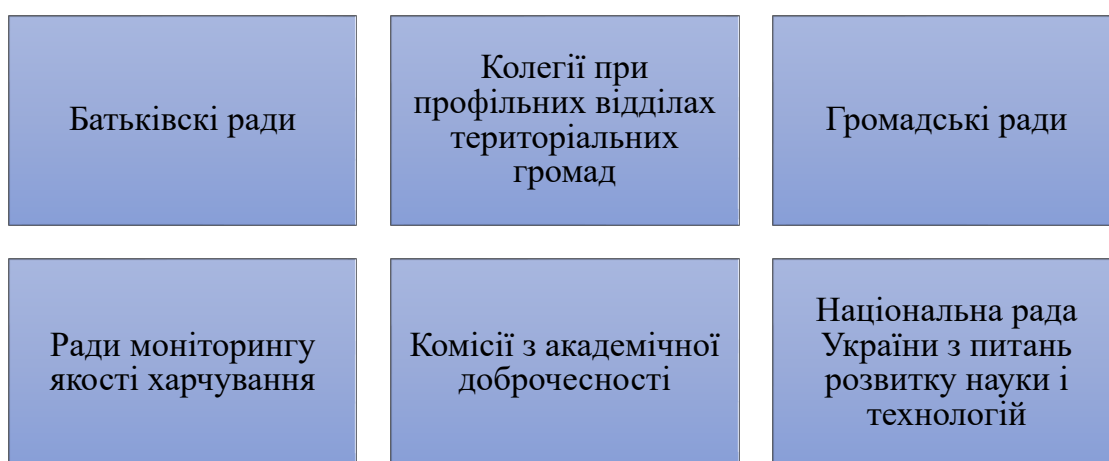 Батьківскі ради
Колегії при
профільних відділах
територіальних
громад
Громадські ради
Ради моніторингу
якості харчування
Комісії з академічної
доброчесності
Національна рада
України з питань
розвитку науки і
технологій